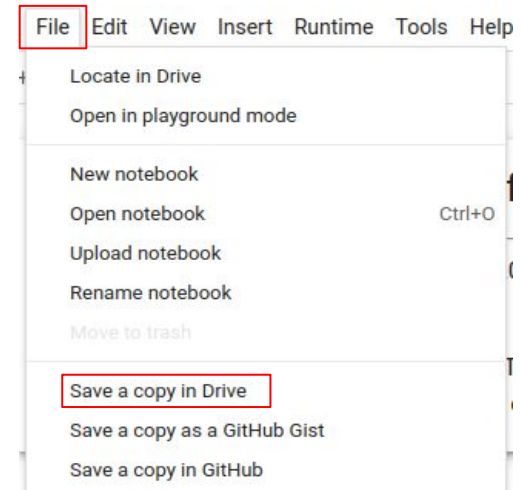 File Edit View Insert Runtime Tools Help
Locate in Drive
Open in playground mode
New notebook
Open notebook Ctrl+O
Upload notebook
Rename notebook
Move to trash
Save a copy in Drive
Save a copy as a GitHub Gist
Save a copy in GitHub